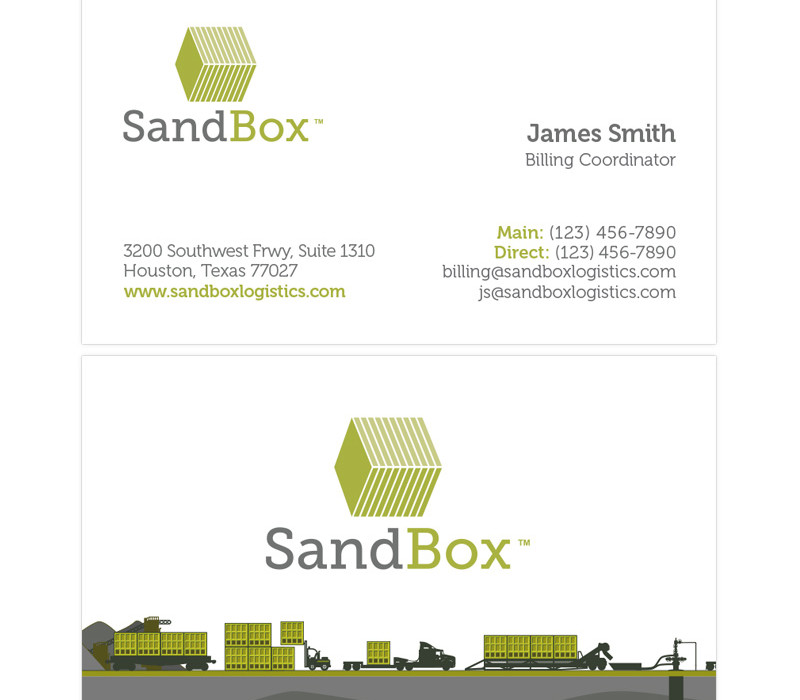 SandBox™
James Smith
Billing Coordinator
3200 Southwest Frwy, Suite 1310
Houston, Texas 77027
www.sandboxlogistics.com
Main: (123) 456-7890
Direct: (123) 456-7890
billing@sandboxlogistics.com
js@sandboxlogistics.com
SandBox™